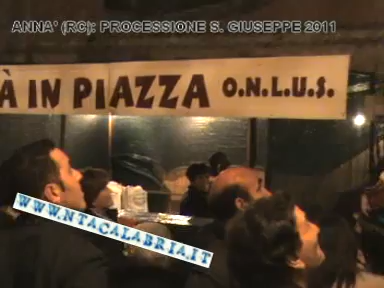 ANNA' (RC): PROCESSIONE S. GIUSEPPE 2011
À IN PIAZZA O.N.L.U.S.
WWW.NTACALABRIA.IT